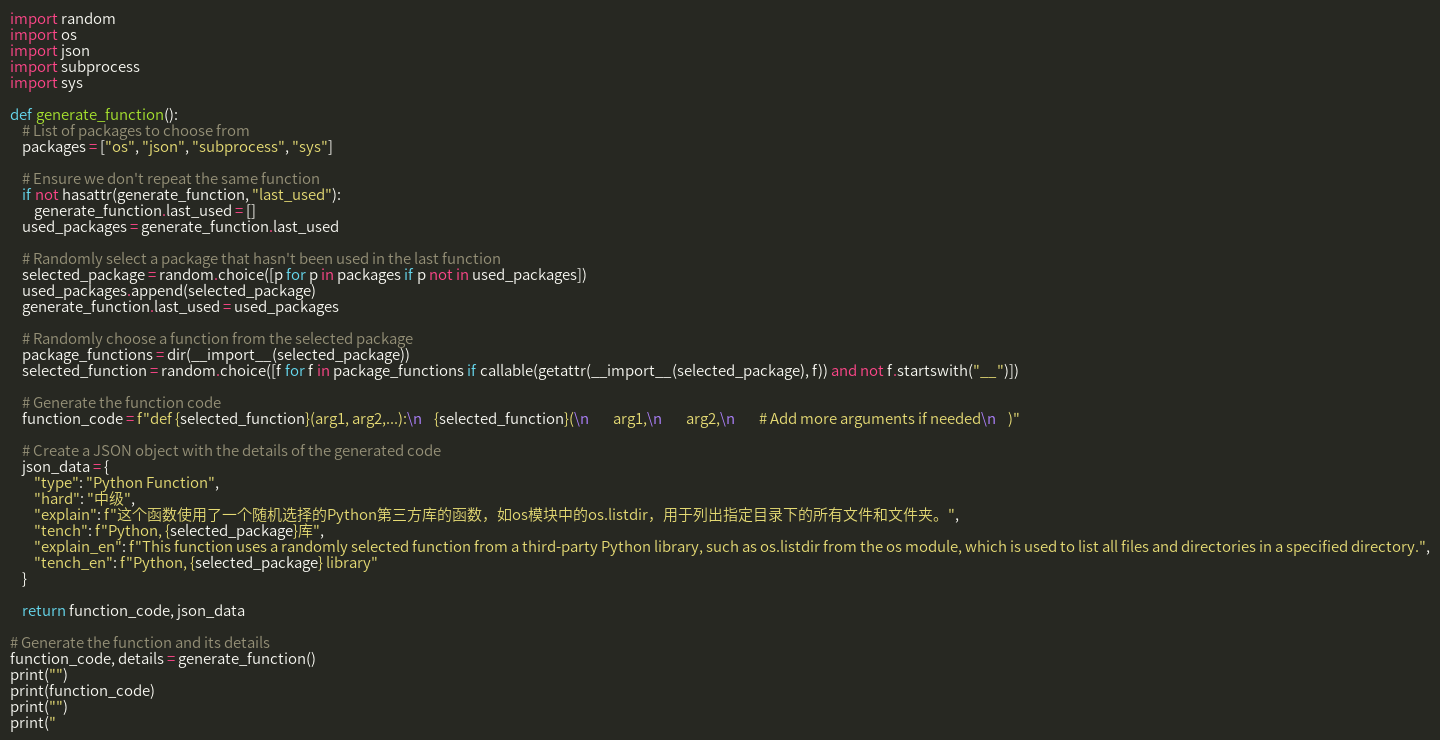 import random
import os
import json
import subprocess
import sys

def generate_function():
    # List of packages to choose from
    packages = ["os", "json", "subprocess", "sys"]

    # Ensure we don't repeat the same function
    if not hasattr(generate_function, "last_used"):
        generate_function.last_used = []
    used_packages = generate_function.last_used

    # Randomly select a package that hasn't been used in the last function
    selected_package = random.choice([p for p in packages if p not in used_packages])
    used_packages.append(selected_package)
    generate_function.last_used = used_packages

    # Randomly choose a function from the selected package
    package_functions = dir(__import__(selected_package))
    selected_function = random.choice([f for f in package_functions if callable(getattr(__import__(selected_package), f)) and not f.startswith("__")])

    # Generate the function code
    function_code = f"def {selected_function}(arg1, arg2,...):\n    {selected_function}(\n        arg1,\n        arg2,\n        # Add more arguments if needed\n    )"

    # Create a JSON object with the details of the generated code
    json_data = {
        "type": "Python Function",
        "hard": "中级",
        "explain": f"这个函数使用了一个随机选择的Python第三方库的函数，如os模块中的os.listdir，用于列出指定目录下的所有文件和文件夹。",
        "tench": f"Python, {selected_package}库",
        "explain_en": f"This function uses a randomly selected function from a third-party Python library, such as os.listdir from the os module, which is used to list all files and directories in a specified directory.",
        "tench_en": f"Python, {selected_package} library"
    }

    return function_code, json_data

# Generate the function and its details
function_code, details = generate_function()
print("")
print(function_code)
print("")
print("